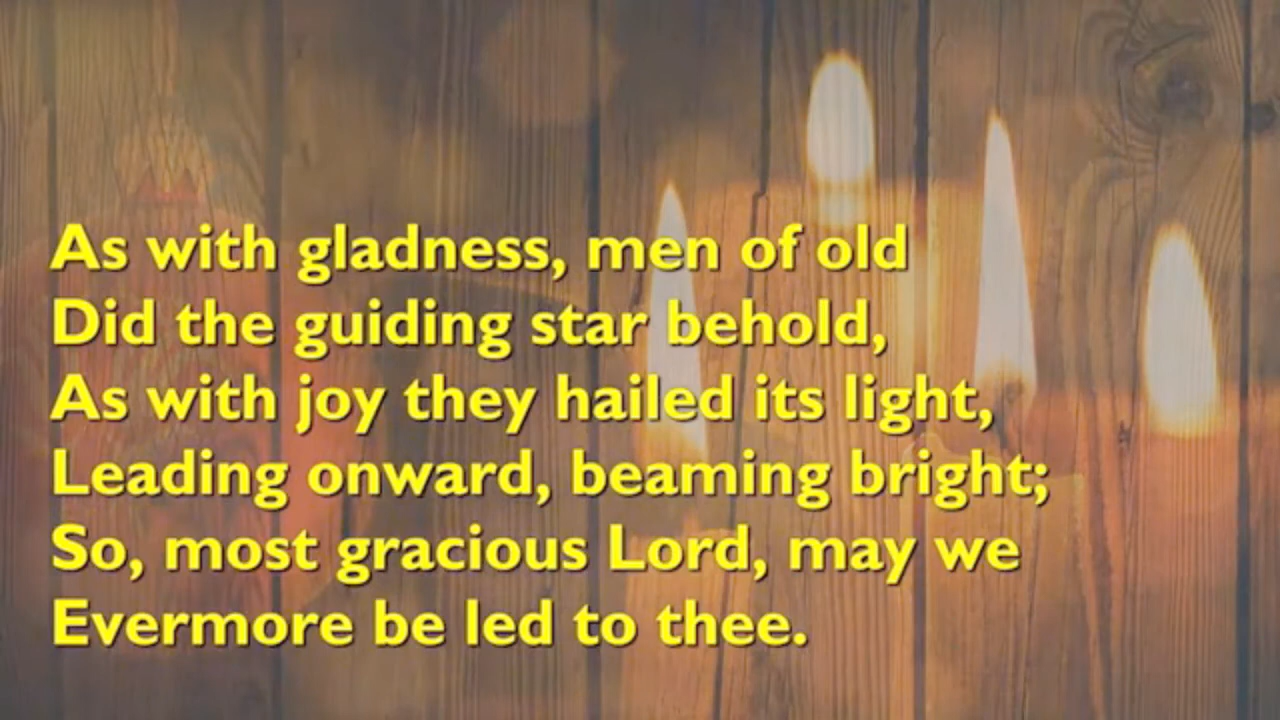 As with gladness, men of old
Did the guiding star behold,
As with joy they hailed its light,
Leading onward, beaming bright;
So, most gracious Lord, may we
Evermore be led to thee.